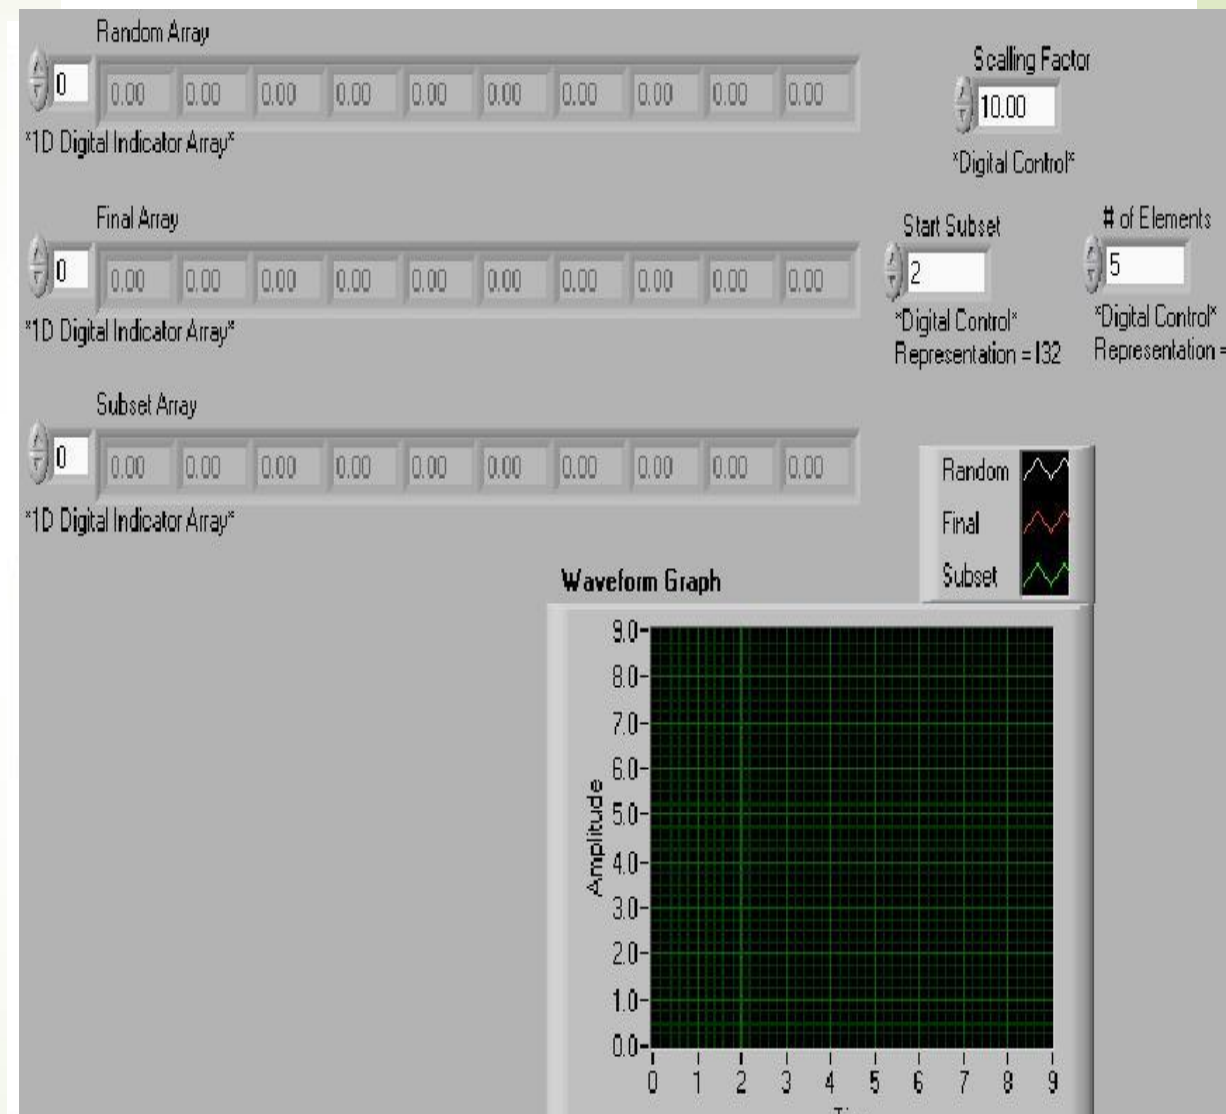 Random Array
0 0.00 0.00 0.00 0.00 0.00 0.00 0.00 0.00 0.00 0.00
*1D Digital Indicator Array*
Scalling Factor
10.00
*Digital Control*
Final Array
0 0.00 0.00 0.00 0.00 0.00 0.00 0.00 0.00 0.00 0.00
*1D Digital Indicator Array*
Start Subset
2
*Digital Control*
Representation = I32
# of Elements
5
*Digital Control*
Representation =
Subset Array
0 0.00 0.00 0.00 0.00 0.00 0.00 0.00 0.00 0.00 0.00
*1D Digital Indicator Array*
Random
Final
Subset
Waveform Graph
9.0
8.0
7.0
6.0
5.0
4.0
3.0
2.0
1.0
0.0
Amplitude
0 1 2 3 4 5 6 7 8 9